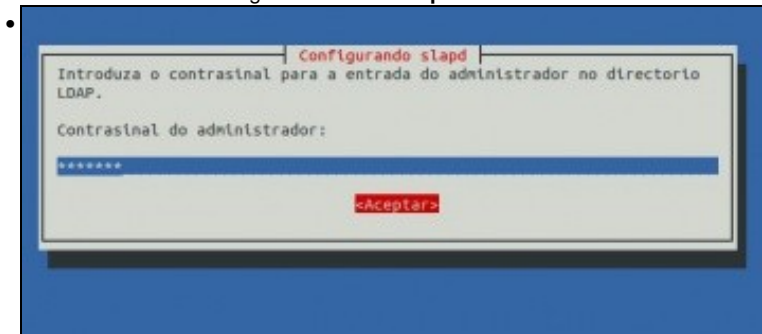 Configurando slapd
Introduza o contrasinal para a entrada do administrador no directorio
LDAP.
Contrasinal do administrador:
*******
<Aceptar>